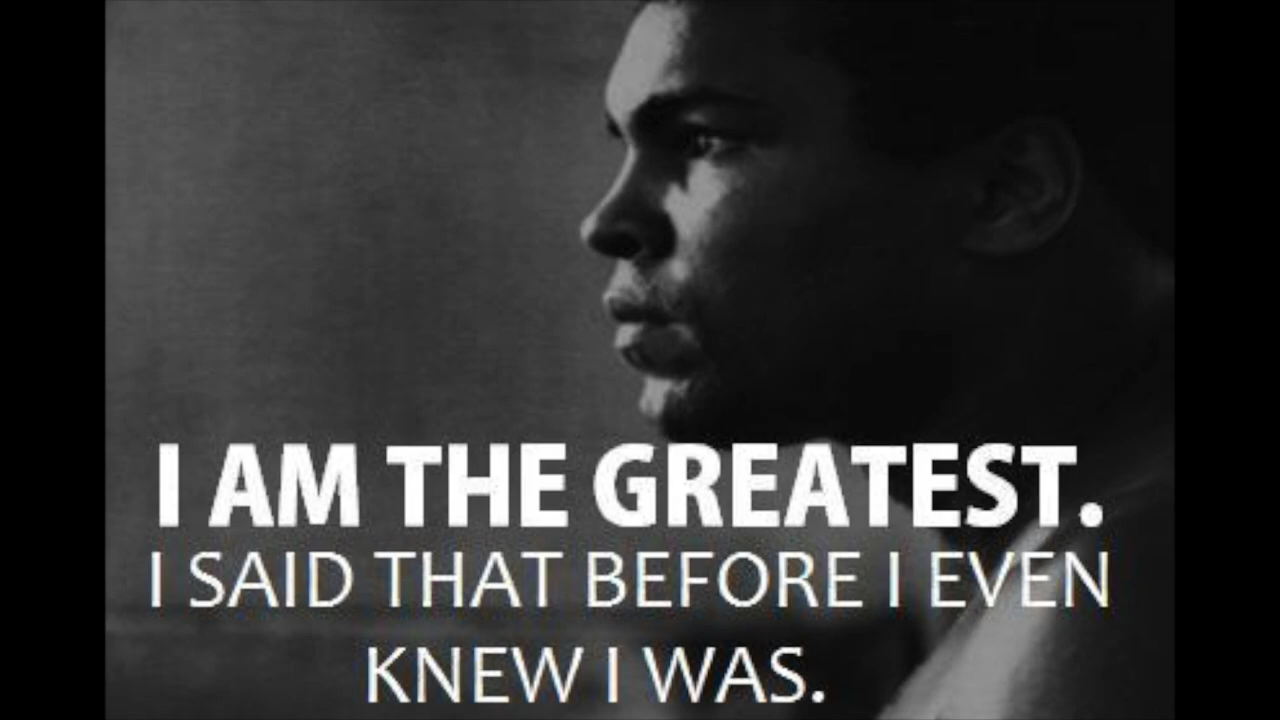 I AM THE GREATEST.
I SAID THAT BEFORE I EVEN
KNEW I WAS.